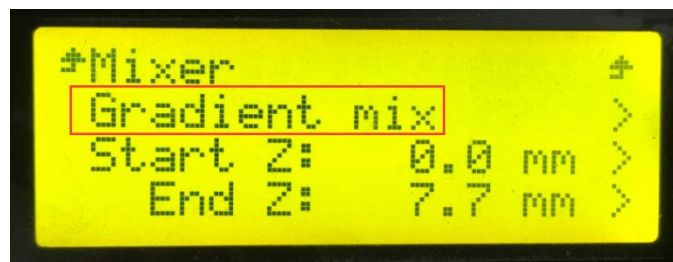 Mixer
Gradient mix >
Start Z: 0.0 mm >
End Z: 7.7 mm >